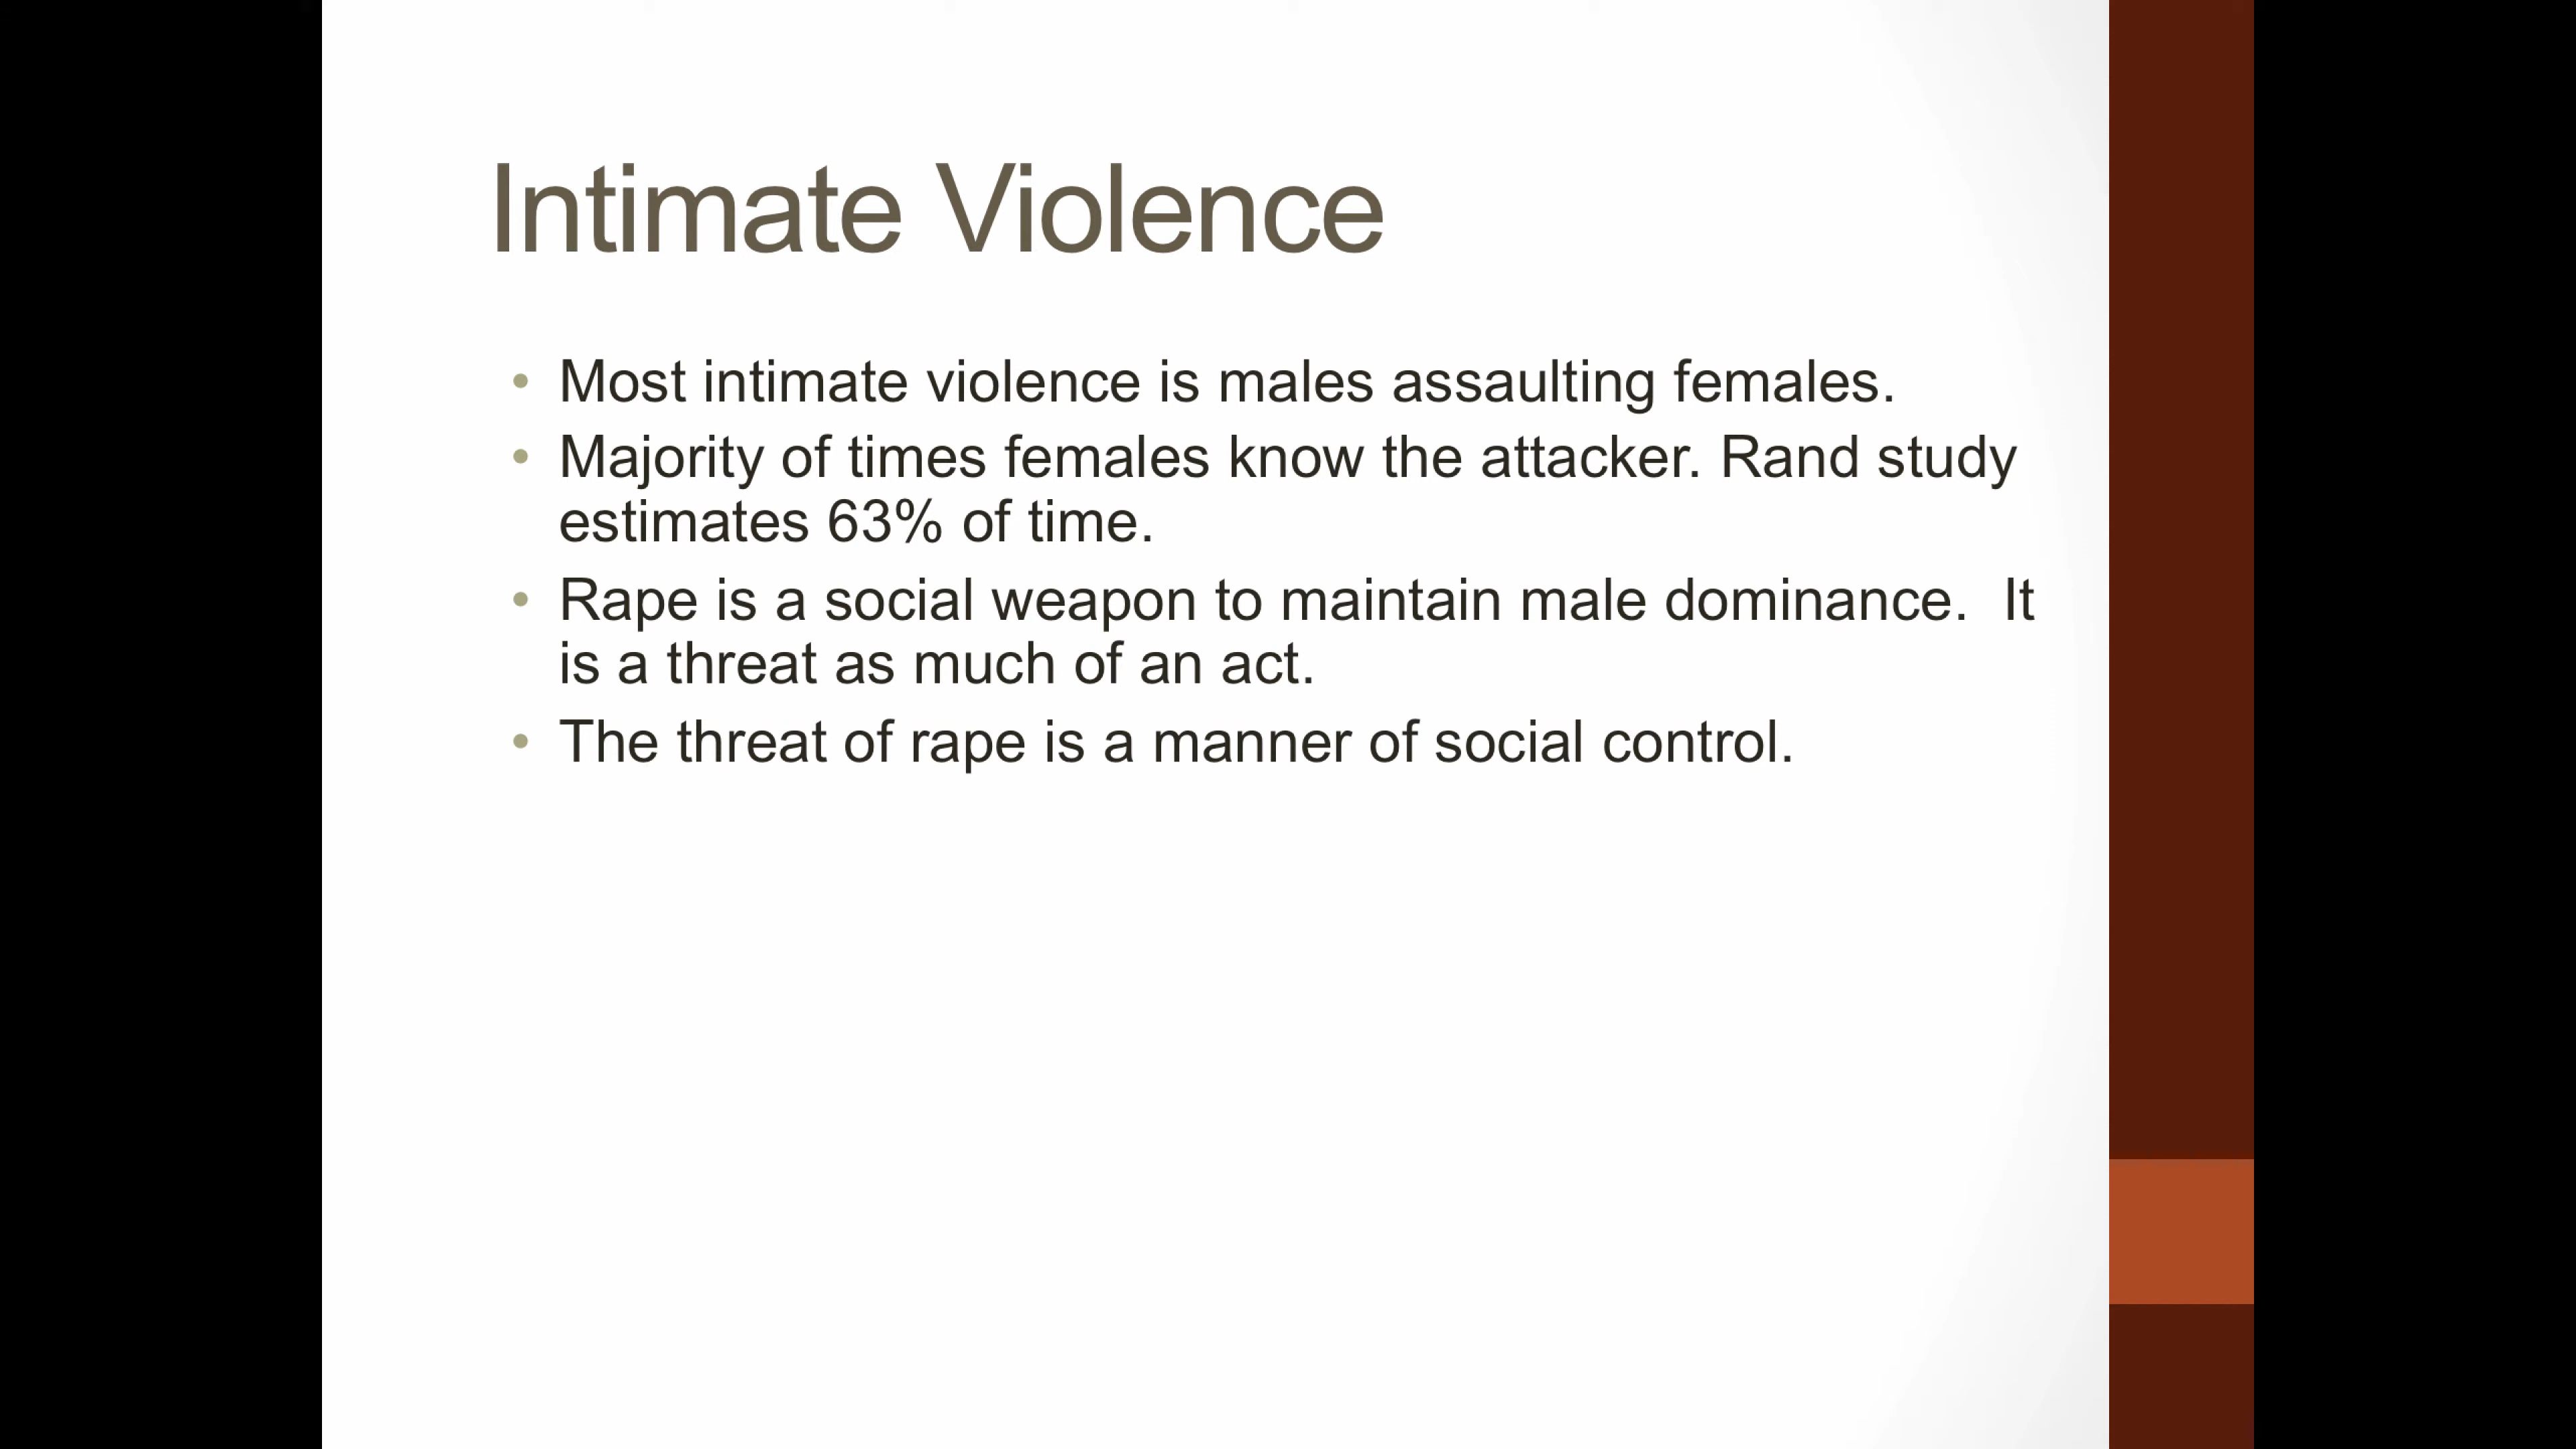 Intimate Violence
• Most intimate violence is males assaulting females.
• Majority of times females know the attacker. Rand study
estimates 63% of time.
• Rape is a social weapon to maintain male dominance.  It
is a threat as much of an act.
• The threat of rape is a manner of social control.